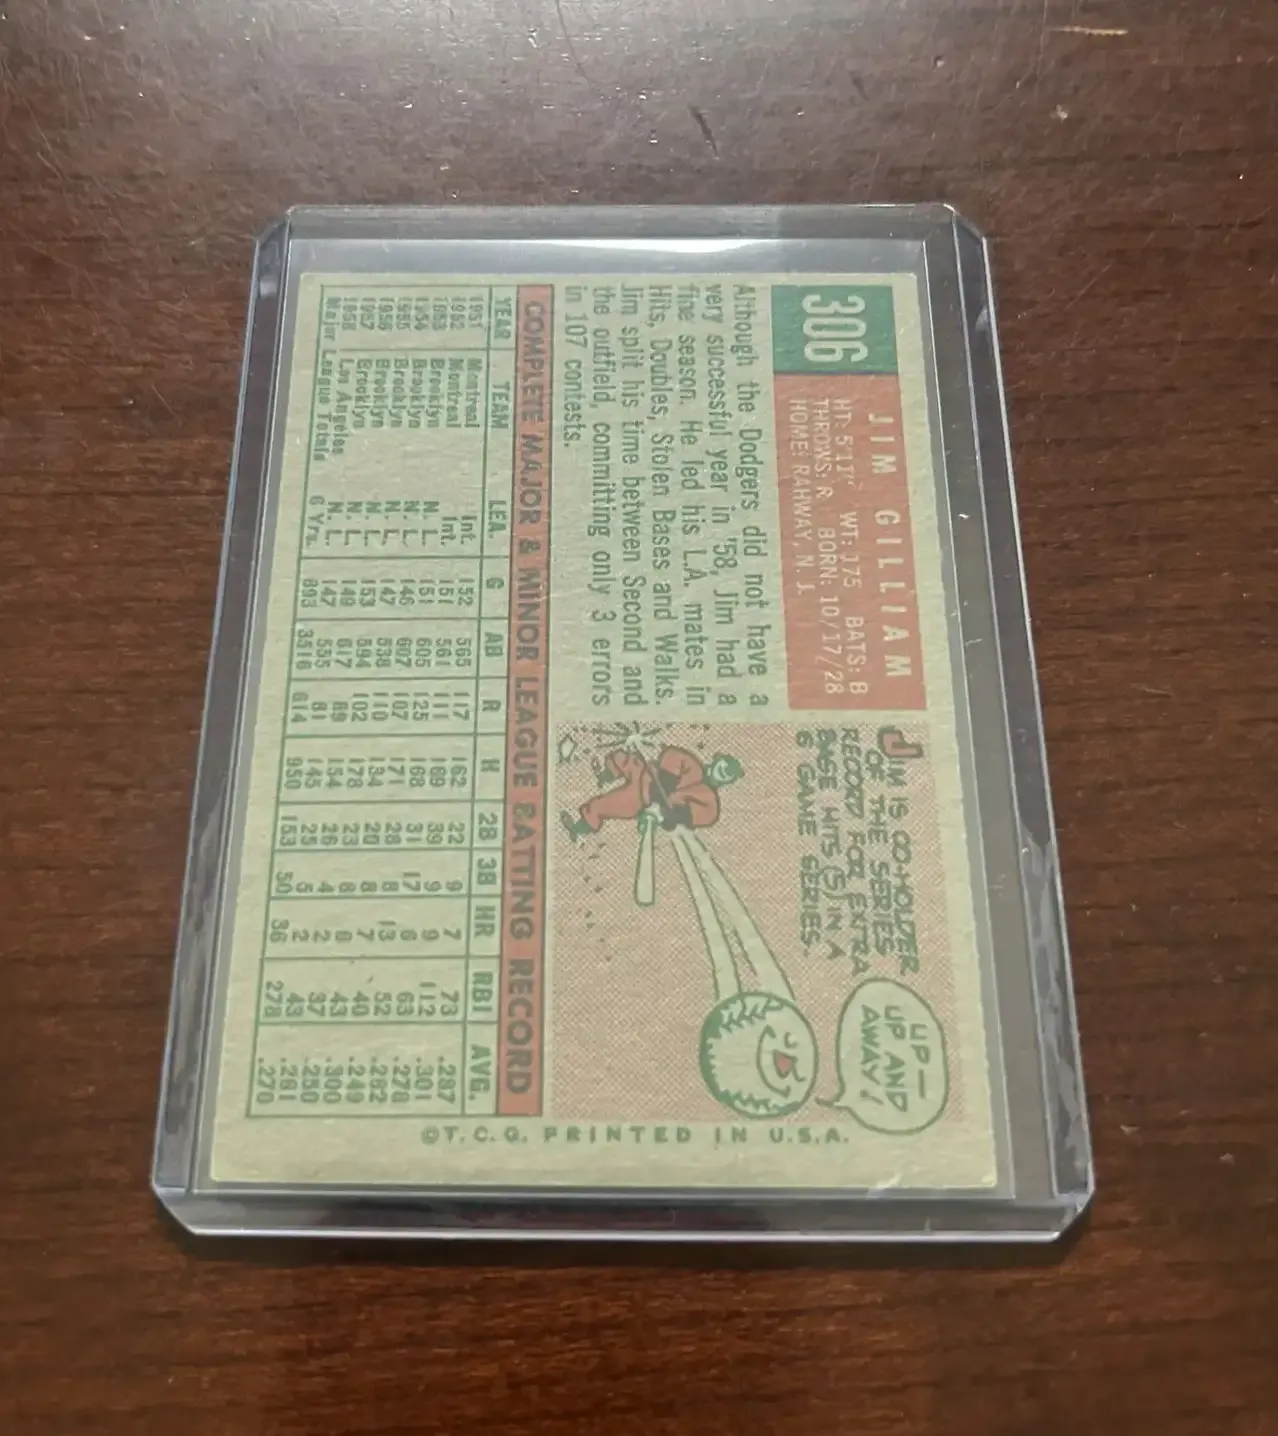 306
JIM GILLIAM
HT: 5'11" WT: 175 BATS: B
THROWS: R BORN: 10/17/28
HOME: RAHWAY, N. J.
Although the Dodgers did not have a
very successful year in '58, Jim had a
fine season. He led his L.A. mates in
Hits, Doubles, Stolen Bases and Walks.
Jim split his time between Second and
the outfield, committing only 3 errors
in 107 contests.
JIM IS CO-HOLDER
OF THE SERIES
RECORD FOR EXTRA
BASE HITS (5) IN A
6 GAME SERIES.
UP—
UP AND
AWAY!
COMPLETE MAJOR & MINOR LEAGUE BATTING RECORD
YEAR TEAM LEA. G AB R H 2B 3B HR RBI AVG.
1951 Montreal Int. 152 565 117 162 22 9 7 73 .287
1952 Montreal Int. 151 561 111 169 39 9 9 112 .301
1953 Brooklyn N. L. 151 605 125 168 31 17 6 63 .278
1954 Brooklyn N. L. 146 607 107 171 28 8 13 52 .282
1955 Brooklyn N. L. 147 538 110 134 20 8 7 40 .249
1956 Brooklyn N. L. 153 594 102 178 23 8 6 43 .300
1957 Brooklyn N. L. 149 617 89 154 26 4 2 37 .250
1958 Los Angeles N. L. 147 555 81 145 25 5 2 43 .261
Major League Totals 6 Yrs. 893 3516 614 950 153 50 36 278 .270
©T. C. G. PRINTED IN U.S.A.